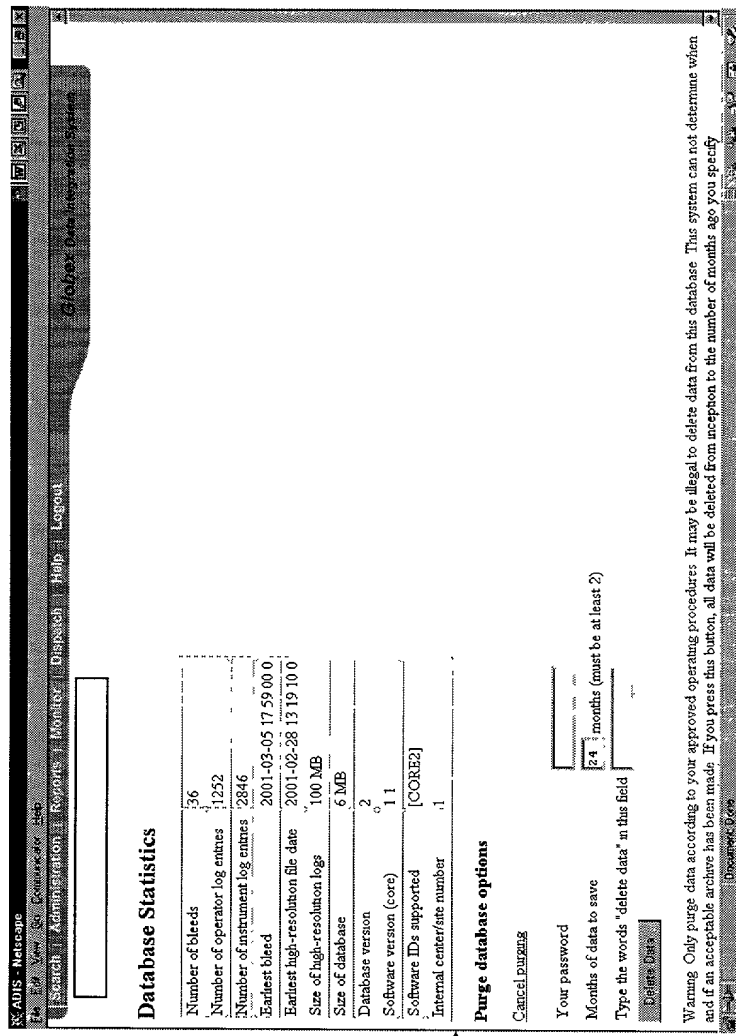 ADIS - Netscape
File Edit View Go Communicator Help
Search | Administration | Reports | Monitor | Dispatch | Help | Logout
Globex Data Integration System
Database Statistics
Number of bleeds 36
Number of operator log entries 1252
Number of instrument log entries 2846
Earliest bleed 2001-03-05 17 59 00 0
Earliest high-resolution file date 2001-02-28 13 19 10 0
Size of high-resolution logs 100 MB
Size of database 6 MB
Database version 2
Software version (core) 1 1
Software IDs supported [CORE2]
Internal center/site number 1
Purge database options
Cancel purging
Your password
Months of data to save 24 months (must be at least 2)
Type the words "delete data" in this field
Delete Data
Warning Only purge data according to your approved operating procedures It may be illegal to delete data from this database This system can not determine when
and if an acceptable archive has been made If you press this button, all data will be deleted from inception to the number of months ago you specify
Document Done